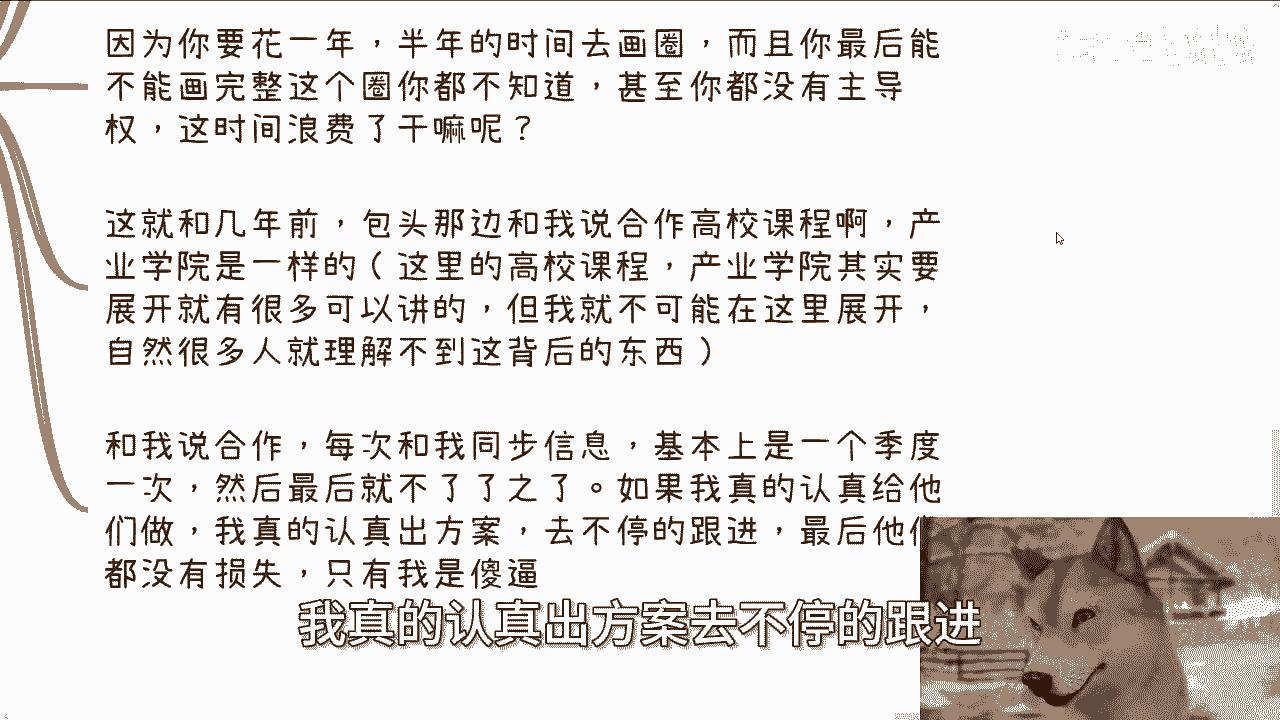 因为你要花一年，半年的时间去画圈，而且你最后能
不能画完整这个圈你都不知道，甚至你都没有主导
权，这时间浪费了干嘛呢？
这就和几年前，包头那边和我说合作高校课程啊，产
业学院是一样的（这里的高校课程，产业学院其实要
展开就有很多可以讲的，但我就不可能在这里展开，
自然很多人就理解不到这背后的东西）
和我说合作，每次和我同步信息，基本上是一个季度
一次，然后最后就不了了之了。如果我真的认真给他
们做，我真的认真出方案，去不停的跟进，最后他
都没有损失，只有我是傻逼
我真的认真出方案去不停的跟进